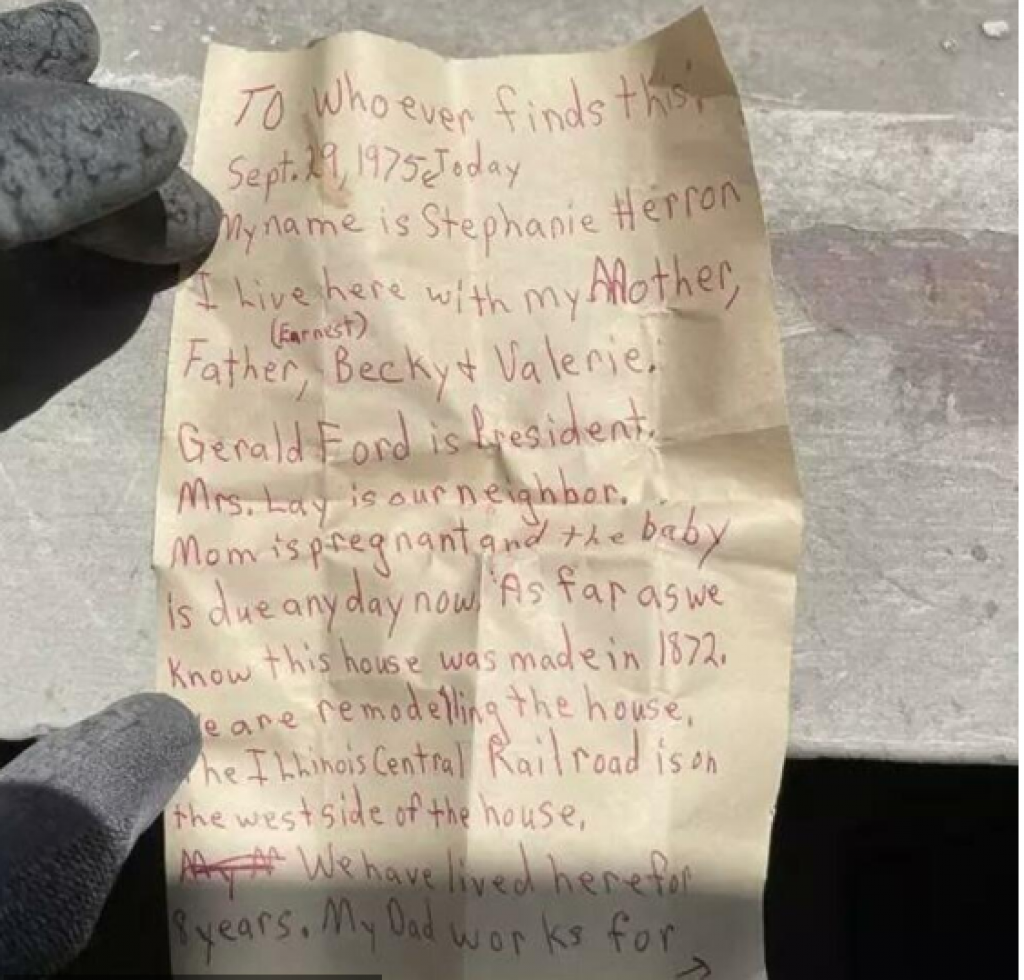 TO Whoever finds this,
Sept. 29, 1975, Today
My name is Stephanie Herron
I Live here with my Mother,
(Earnest)
Father, Becky & Valerie.
Gerald Ford is President.
Mrs. Lay is our neighbor.
Mom is pregnant and the baby
is due any day now. As far as we
Know this house was made in 1872.
We are remodelling the house.
The Illinois Central Railroad is on
the west side of the house.
We have lived here for
8 years. My Dad works for →